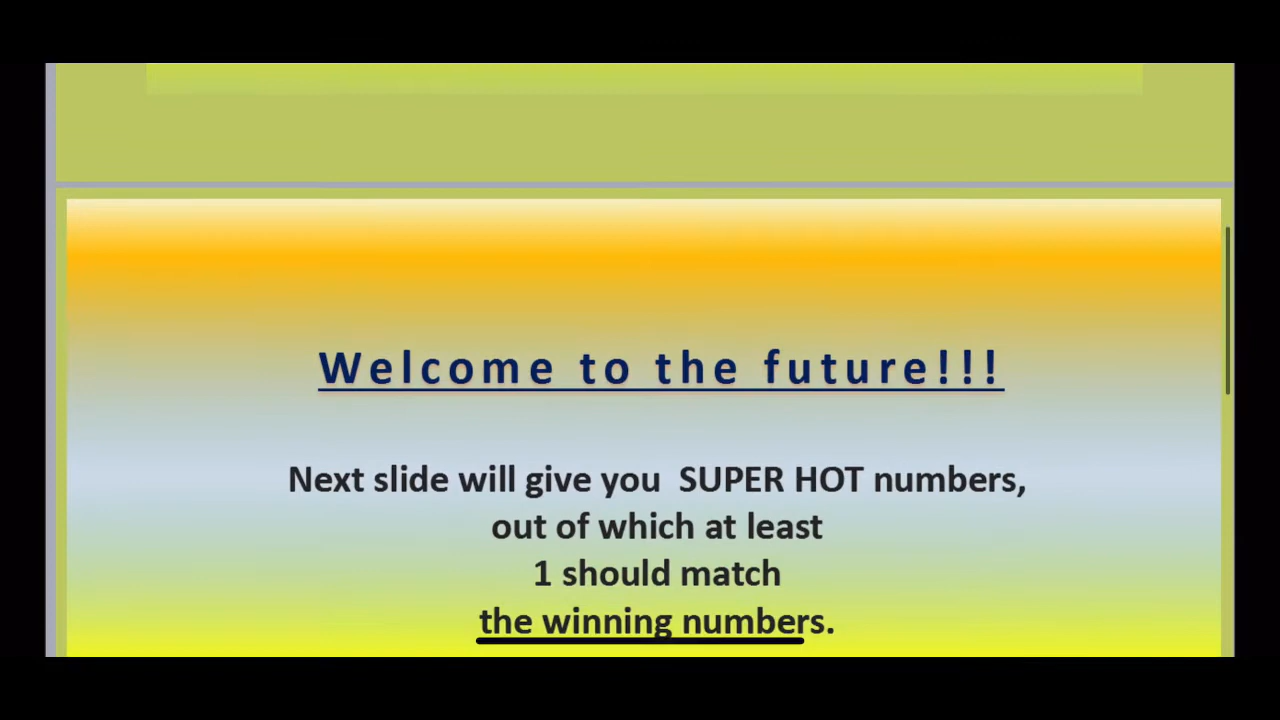 Welcome to the future!!!
Next slide will give you SUPER HOT numbers,
out of which at least
1 should match
the winning numbers.